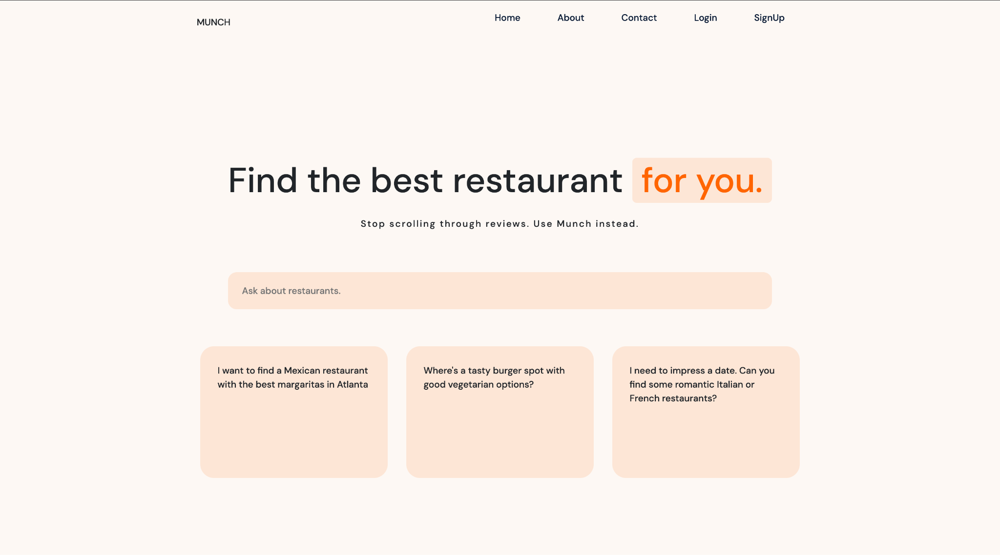 MUNCH
Home
About
Contact
Login
SignUp
Find the best restaurant for you.
Stop scrolling through reviews. Use Munch instead.
Ask about restaurants.
I want to find a Mexican restaurant
with the best margaritas in Atlanta
Where's a tasty burger spot with
good vegetarian options?
I need to impress a date. Can you
find some romantic Italian or
French restaurants?